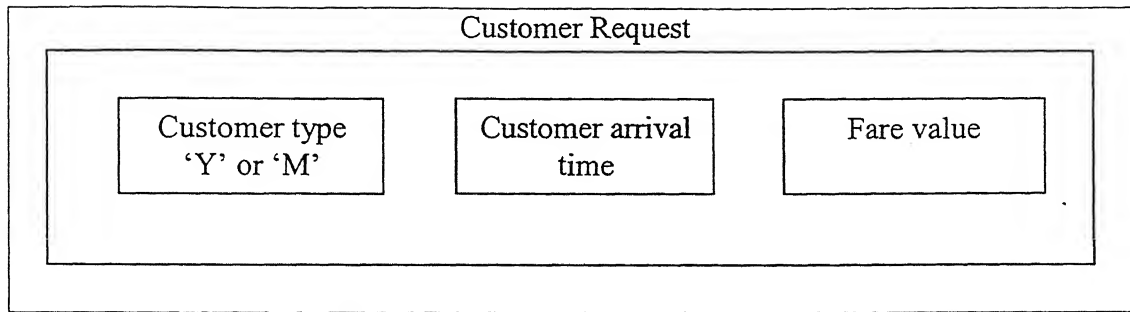 Customer Request
Customer type
‘Y’ or ‘M’
Customer arrival
time
Fare value